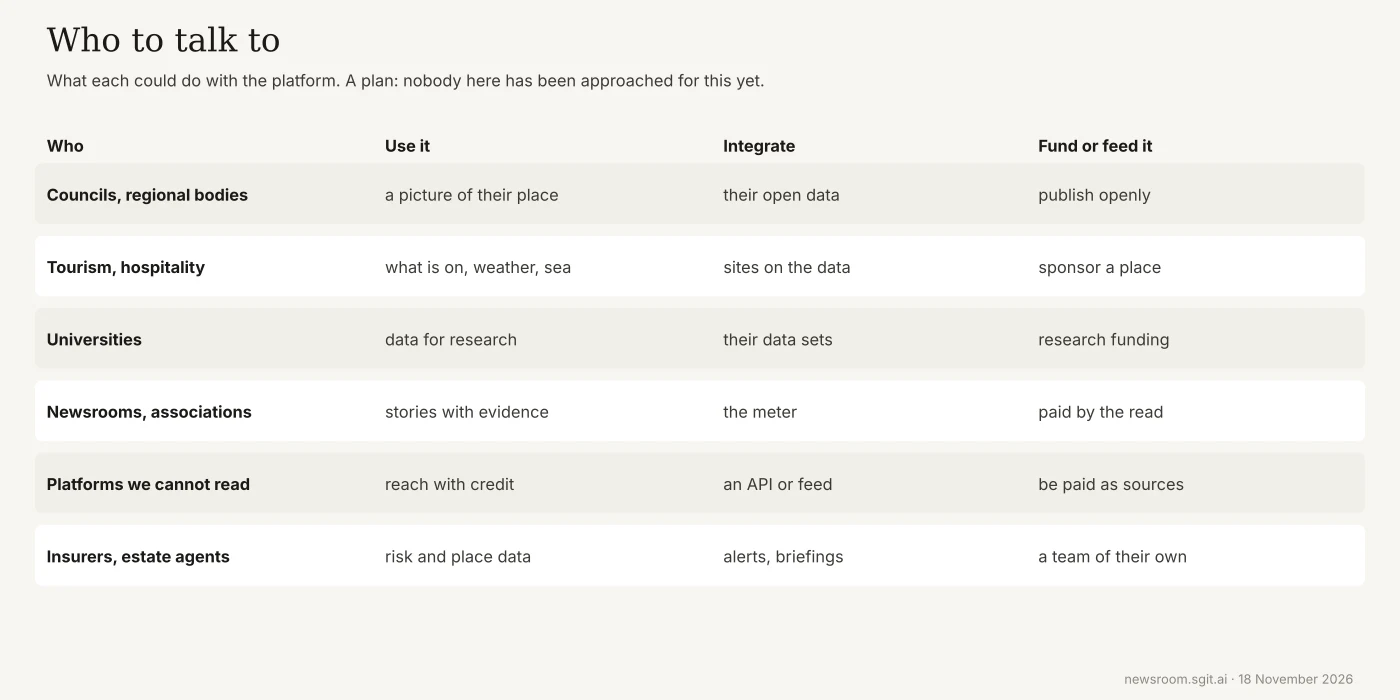 Who to talk to
What each could do with the platform. A plan: nobody here has been approached for this yet.
Who Use it Integrate Fund or feed it
Councils, regional bodies a picture of their place their open data publish openly
Tourism, hospitality what is on, weather, sea sites on the data sponsor a place
Universities data for research their data sets research funding
Newsrooms, associations stories with evidence the meter paid by the read
Platforms we cannot read reach with credit an API or feed be paid as sources
Insurers, estate agents risk and place data alerts, briefings a team of their own
newsroom.sgit.ai · 18 November 2026